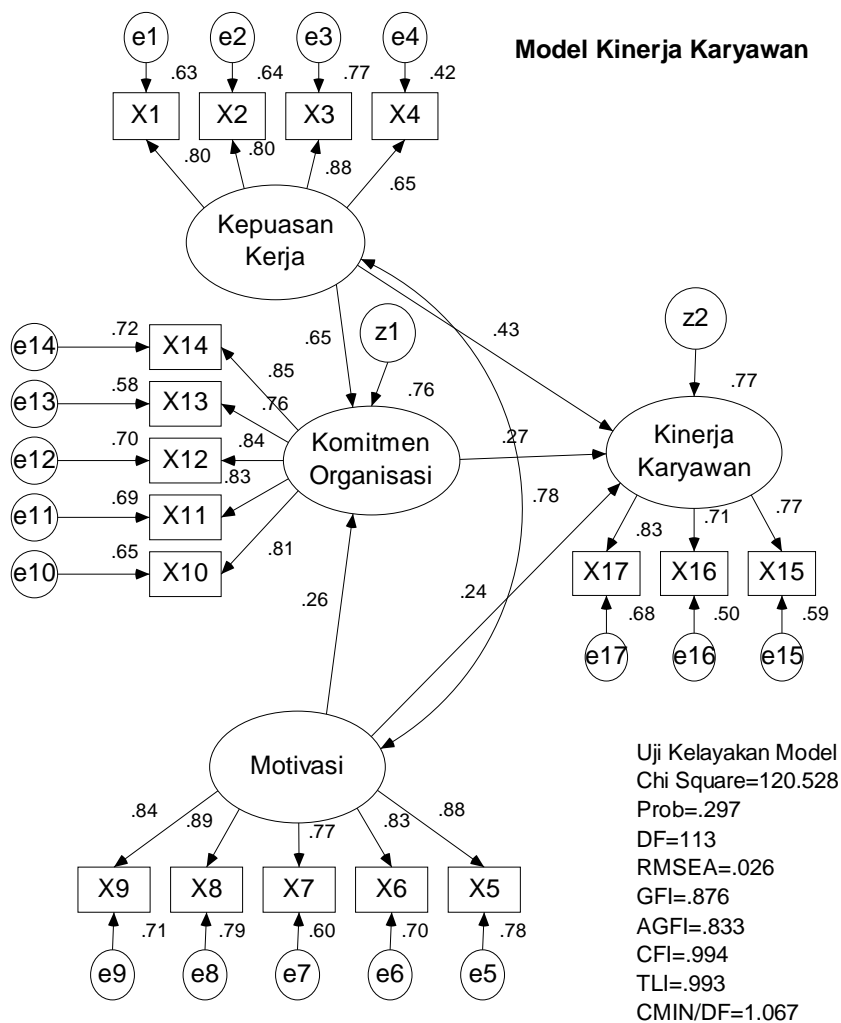 Model Kinerja Karyawan
e1
e2
e3
e4
.63
.64
.77
.42
X1
X2
X3
X4
.80
.80
.88
.65
Kepuasan
Kerja
.65
z1
.43
z2
.76
.77
e14
.72
X14
.85
e13
.58
X13
.76
e12
.70
X12
.84
e11
.69
X11
.83
e10
.65
X10
.81
Komitmen
Organisasi
.27
Kinerja
Karyawan
.78
.83
.71
.77
X17
X16
X15
.68
.50
.59
e17
e16
e15
.26
.24
Motivasi
.84
.89
.77
.83
.88
X9
X8
X7
X6
X5
.71
.79
.60
.70
.78
e9
e8
e7
e6
e5
Uji Kelayakan Model
Chi Square=120.528
Prob=.297
DF=113
RMSEA=.026
GFI=.876
AGFI=.833
CFI=.994
TLI=.993
CMIN/DF=1.067